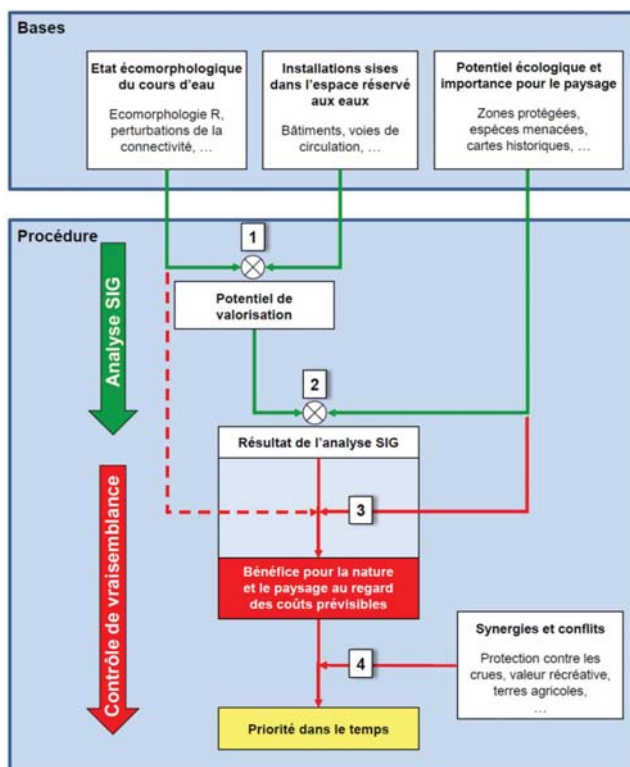 Bases
Etat écomorphologique
du cours d'eau
Ecomorphologie R,
perturbations de la
connectivité, …
Installations sises
dans l'espace réservé
aux eaux
Bâtiments, voies de
circulation, …
Potentiel écologique et
importance pour le paysage
Zones protégées,
espèces menacées,
cartes historiques, …
Procédure
Analyse SIG
1
Potentiel de
valorisation
2
Résultat de l'analyse SIG
Contrôle de vraisemblance
3
Bénéfice pour la nature
et le paysage au regard
des coûts prévisibles
Synergies et conflits
Protection contre les
crues, valeur récréative,
terres agricoles,
…
4
Priorité dans le temps